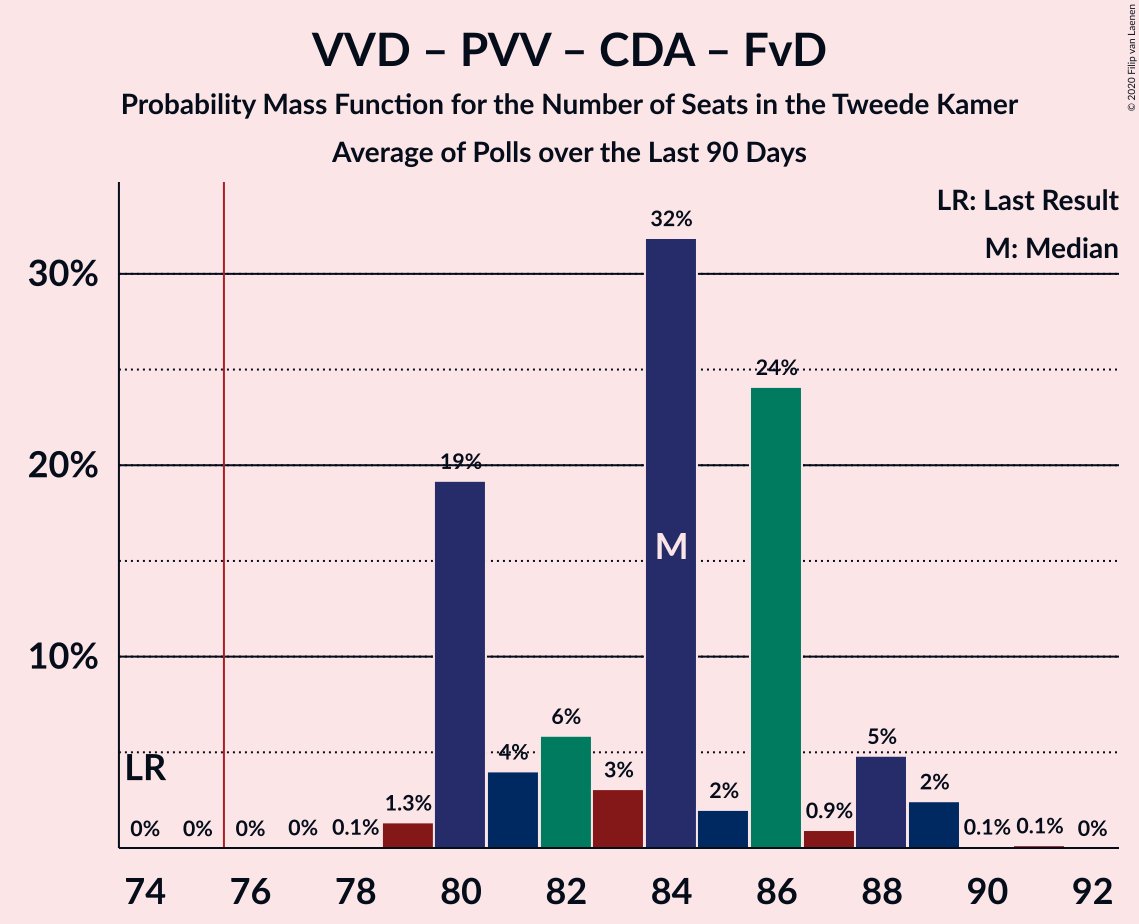 VVD – PVV – CDA – FvD
Probability Mass Function for the Number of Seats in the Tweede Kamer
Average of Polls over the Last 90 Days
© 2020 Filip van Laenen
LR: Last Result
M: Median
30%
20%
10%
LR
M
0% 0% 0% 0% 0.1% 1.3% 19% 4% 6% 3% 32% 2% 24% 0.9% 5% 2% 0.1% 0.1% 0%
74 76 78 80 82 84 86 88 90 92